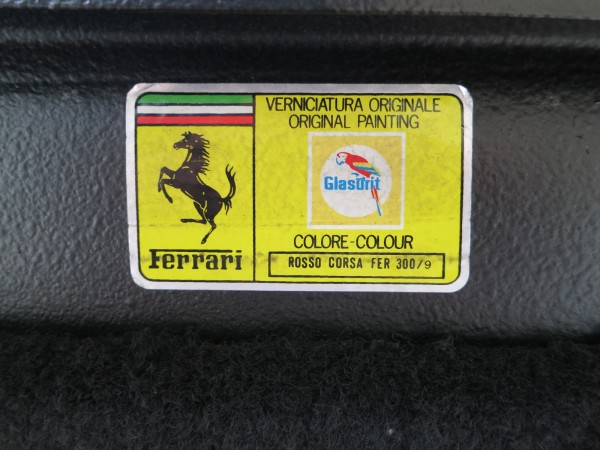 VERNICIATURA ORIGINALE
ORIGINAL PAINTING
Glasurit
COLORE-COLOUR
ROSSO CORSA FER 300/9
Ferrari